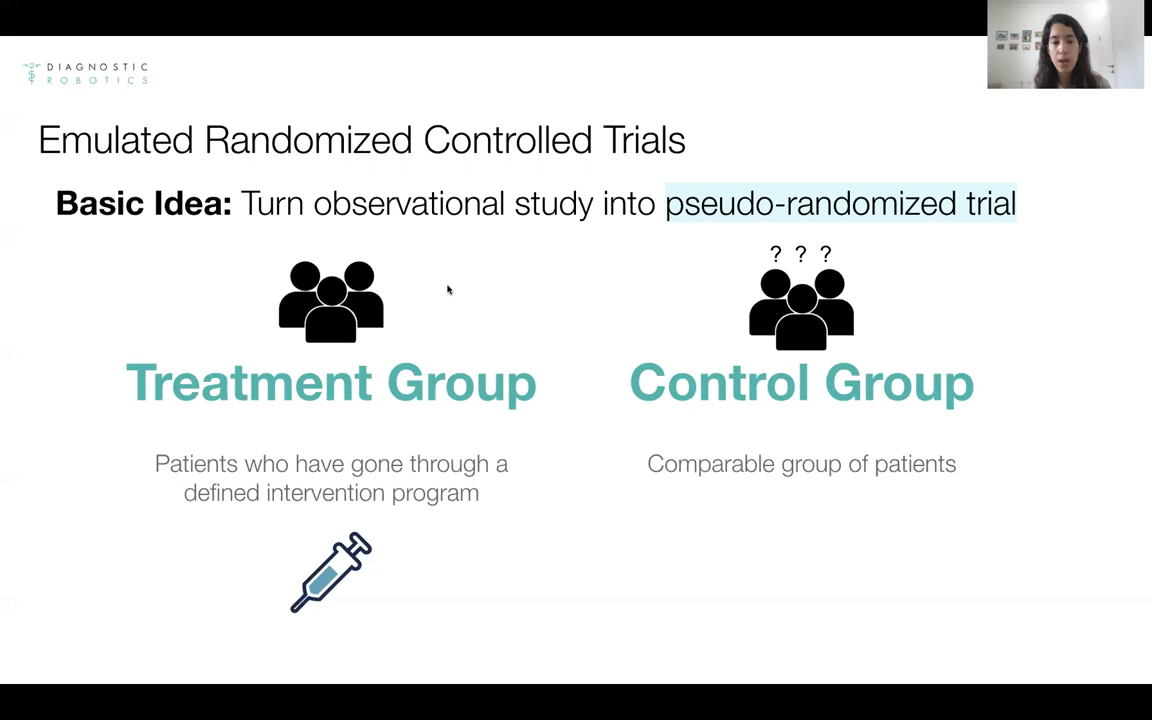 DIAGNOSTIC
ROBOTICS
Emulated Randomized Controlled Trials
Basic Idea: Turn observational study into pseudo-randomized trial
? ? ?
Treatment Group
Control Group
Patients who have gone through a
defined intervention program
Comparable group of patients